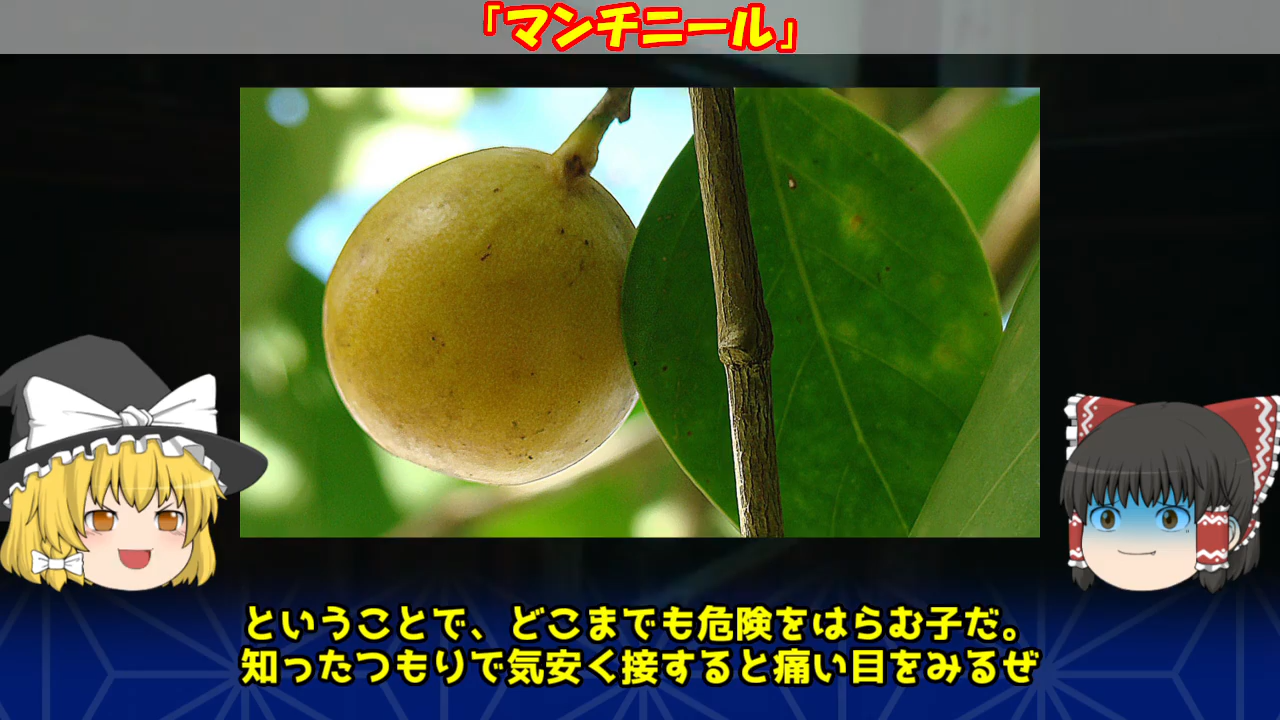 「マンチニール」
ということで、どこまでも危険をはらむ子だ。
知ったつもりで気安く接すると痛い目をみるぜ